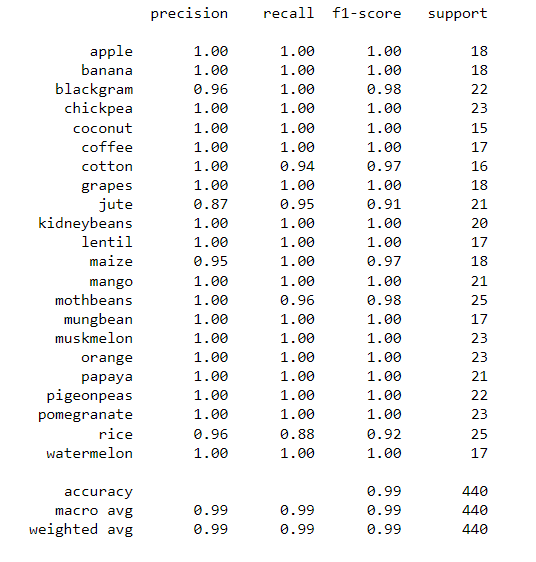 precision recall f1-score support
apple 1.00 1.00 1.00 18
banana 1.00 1.00 1.00 18
blackgram 0.96 1.00 0.98 22
chickpea 1.00 1.00 1.00 23
coconut 1.00 1.00 1.00 15
coffee 1.00 1.00 1.00 17
cotton 1.00 0.94 0.97 16
grapes 1.00 1.00 1.00 18
jute 0.87 0.95 0.91 21
kidneybeans 1.00 1.00 1.00 20
lentil 1.00 1.00 1.00 17
maize 0.95 1.00 0.97 18
mango 1.00 1.00 1.00 21
mothbeans 1.00 0.96 0.98 25
mungbean 1.00 1.00 1.00 17
muskmelon 1.00 1.00 1.00 23
orange 1.00 1.00 1.00 23
papaya 1.00 1.00 1.00 21
pigeonpeas 1.00 1.00 1.00 22
pomegranate 1.00 1.00 1.00 23
rice 0.96 0.88 0.92 25
watermelon 1.00 1.00 1.00 17
accuracy 0.99 440
macro avg 0.99 0.99 0.99 440
weighted avg 0.99 0.99 0.99 440